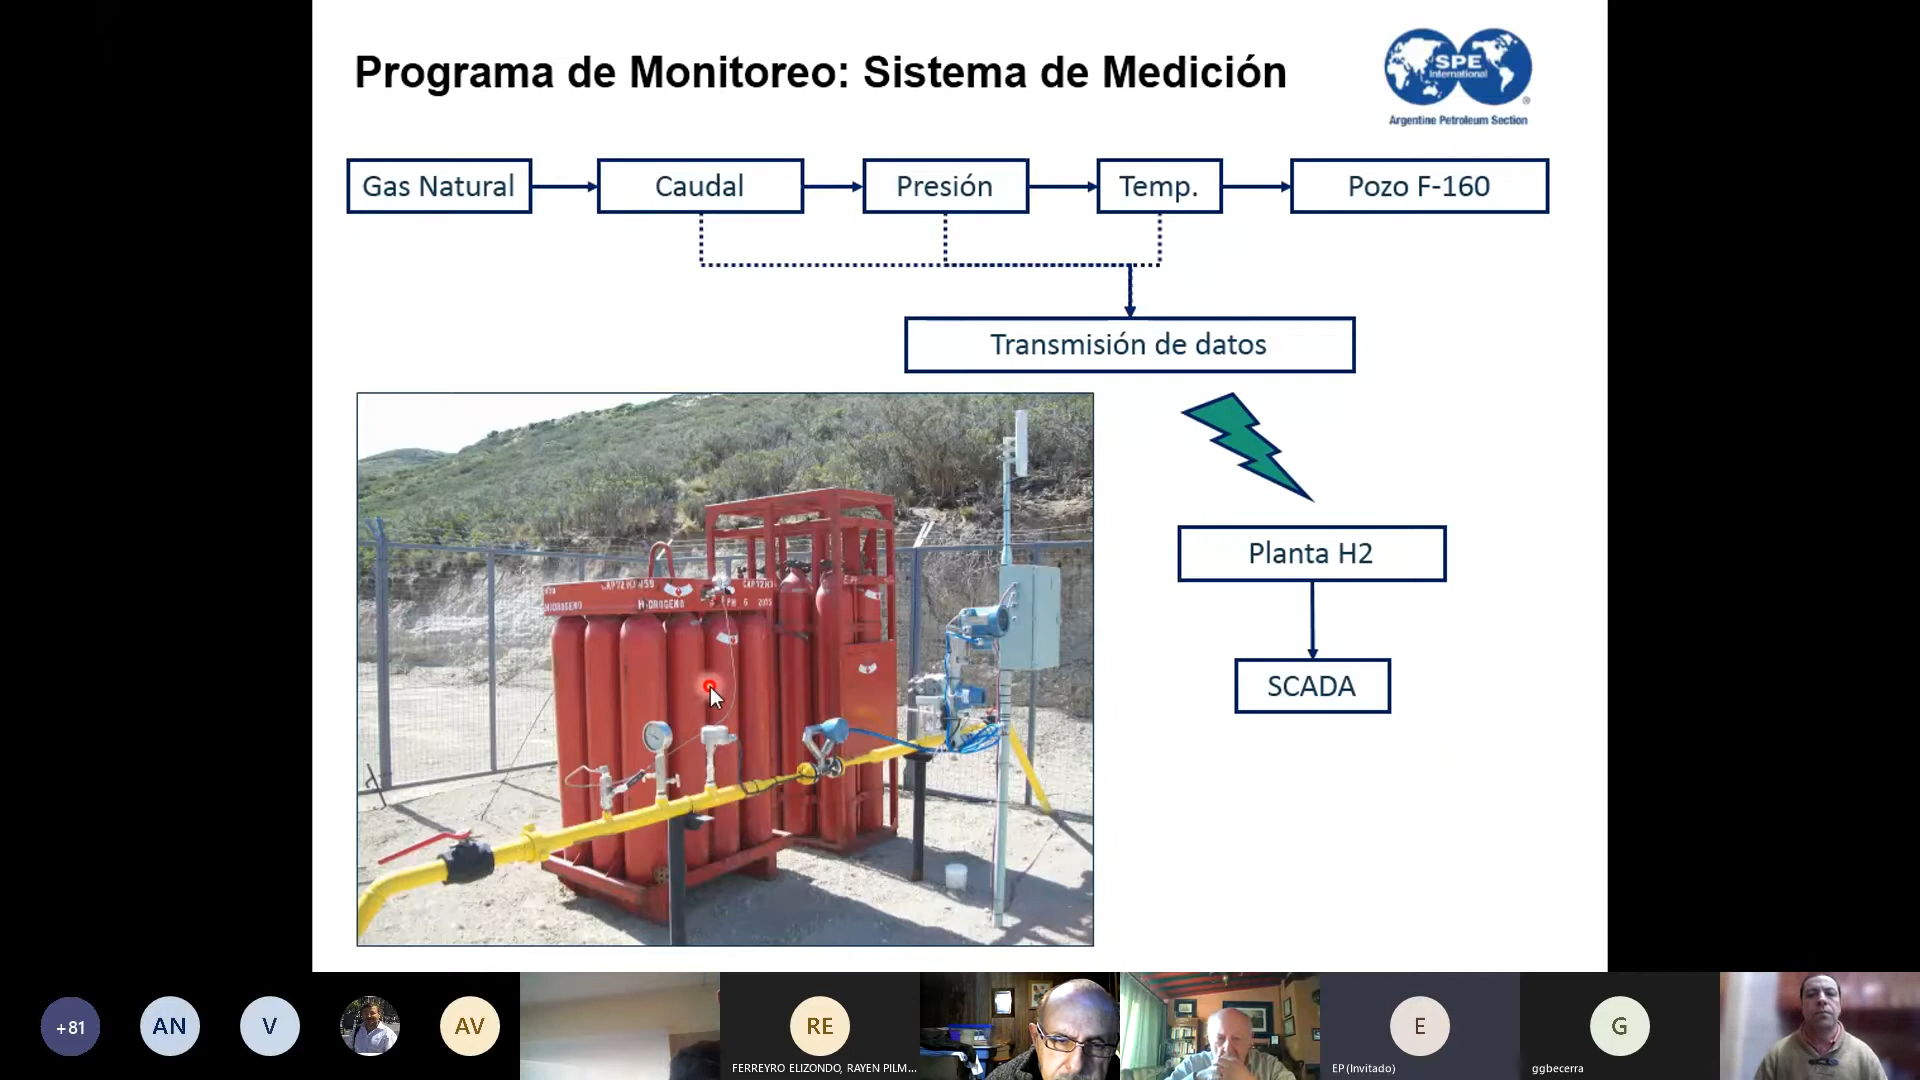 Programa de Monitoreo: Sistema de Medición
SPE
International
®
Argentine Petroleum Section
Gas Natural
Caudal
Presión
Temp.
Pozo F-160
Transmisión de datos
Planta H2
SCADA
HIDROGENO
HIDROGENO
+81
AN
V
AV
RE
FERREYRO ELIZONDO, RAYEN PILM...
E
EP (Invitado)
G
ggbecerra